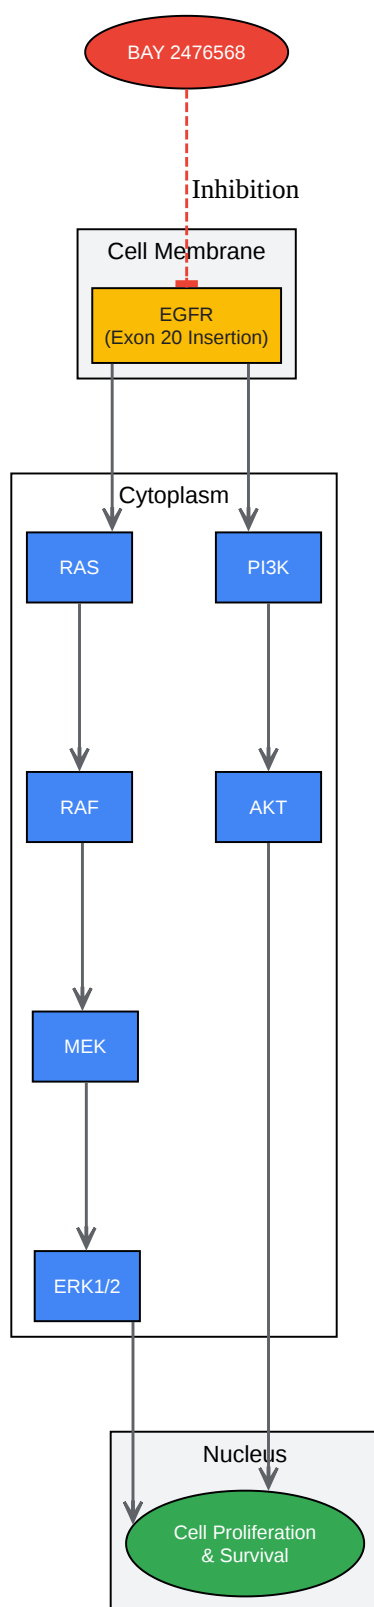 BAY 2476568
Inhibition
Cell Membrane
EGFR
(Exon 20 Insertion)
Cytoplasm
RAS
PI3K
RAF
AKT
MEK
ERK1/2
Nucleus
Cell Proliferation
& Survival